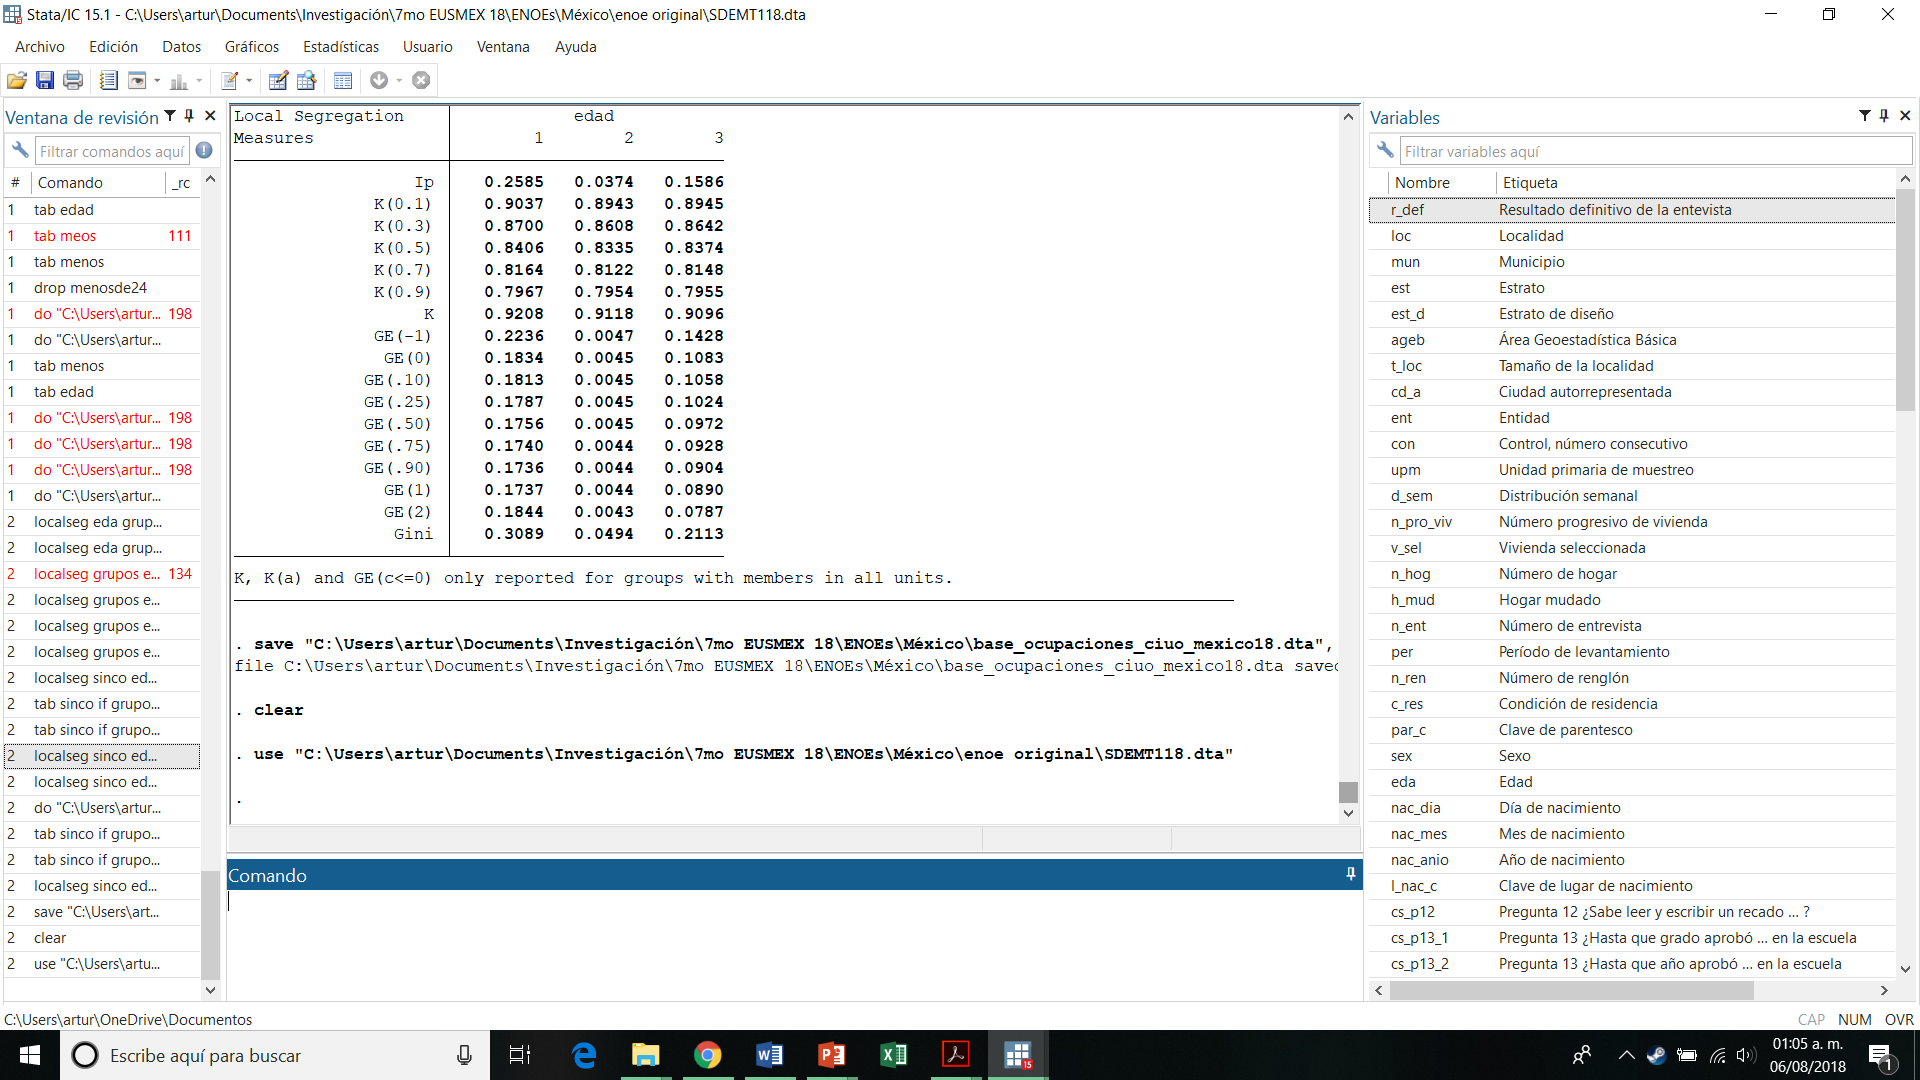 Stata/IC 15.1 - C:\Users\artur\Documents\Investigación\7mo EUSMEX 18\ENOEs\México\enoe original\SDEMT118.dta
Archivo Edición Datos Gráficos Estadísticas Usuario Ventana Ayuda
Ventana de revisión
Filtrar comandos aquí
# Comando _rc
1 tab edad
1 tab meos 111
1 tab menos
1 drop menosde24
1 do "C:\Users\artur... 198
1 do "C:\Users\artur...
1 tab menos
1 tab edad
1 do "C:\Users\artur... 198
1 do "C:\Users\artur... 198
1 do "C:\Users\artur... 198
1 do "C:\Users\artur...
2 localseg eda grup...
2 localseg eda grup...
2 localseg grupos e... 134
2 localseg grupos e...
2 localseg grupos e...
2 localseg grupos e...
2 localseg sinco ed...
2 tab sinco if grupo...
2 tab sinco if grupo...
2 localseg sinco ed...
2 localseg sinco ed...
2 do "C:\Users\artur...
2 tab sinco if grupo...
2 tab sinco if grupo...
2 localseg sinco ed...
2 save "C:\Users\art...
2 clear
2 use "C:\Users\artu...
Local Segregation edad
Measures 1 2 3
Ip 0.2585 0.0374 0.1586
K(0.1) 0.9037 0.8943 0.8945
K(0.3) 0.8700 0.8608 0.8642
K(0.5) 0.8406 0.8335 0.8374
K(0.7) 0.8164 0.8122 0.8148
K(0.9) 0.7967 0.7954 0.7955
K 0.9208 0.9118 0.9096
GE(-1) 0.2236 0.0047 0.1428
GE(0) 0.1834 0.0045 0.1083
GE(.10) 0.1813 0.0045 0.1058
GE(.25) 0.1787 0.0045 0.1024
GE(.50) 0.1756 0.0045 0.0972
GE(.75) 0.1740 0.0044 0.0928
GE(.90) 0.1736 0.0044 0.0904
GE(1) 0.1737 0.0044 0.0890
GE(2) 0.1844 0.0043 0.0787
Gini 0.3089 0.0494 0.2113
K, K(a) and GE(c<=0) only reported for groups with members in all units.
. save "C:\Users\artur\Documents\Investigación\7mo EUSMEX 18\ENOEs\México\base_ocupaciones_ciuo_mexico18.dta",
file C:\Users\artur\Documents\Investigación\7mo EUSMEX 18\ENOEs\México\base_ocupaciones_ciuo_mexico18.dta saved
. clear
. use "C:\Users\artur\Documents\Investigación\7mo EUSMEX 18\ENOEs\México\enoe original\SDEMT118.dta"
.
Comando
Variables
Filtrar variables aquí
Nombre Etiqueta
r_def Resultado definitivo de la entevista
loc Localidad
mun Municipio
est Estrato
est_d Estrato de diseño
ageb Área Geoestadística Básica
t_loc Tamaño de la localidad
cd_a Ciudad autorrepresentada
ent Entidad
con Control, número consecutivo
upm Unidad primaria de muestreo
d_sem Distribución semanal
n_pro_viv Número progresivo de vivienda
v_sel Vivienda seleccionada
n_hog Número de hogar
h_mud Hogar mudado
n_ent Número de entrevista
per Período de levantamiento
n_ren Número de renglón
c_res Condición de residencia
par_c Clave de parentesco
sex Sexo
eda Edad
nac_dia Día de nacimiento
nac_mes Mes de nacimiento
nac_anio Año de nacimiento
l_nac_c Clave de lugar de nacimiento
cs_p12 Pregunta 12 ¿Sabe leer y escribir un recado ... ?
cs_p13_1 Pregunta 13 ¿Hasta que grado aprobó ... en la escuela
cs_p13_2 Pregunta 13 ¿Hasta que año aprobó ... en la escuela
C:\Users\artur\OneDrive\Documentos
CAP NUM OVR
Escribe aquí para buscar
01:05 a. m.
06/08/2018
1